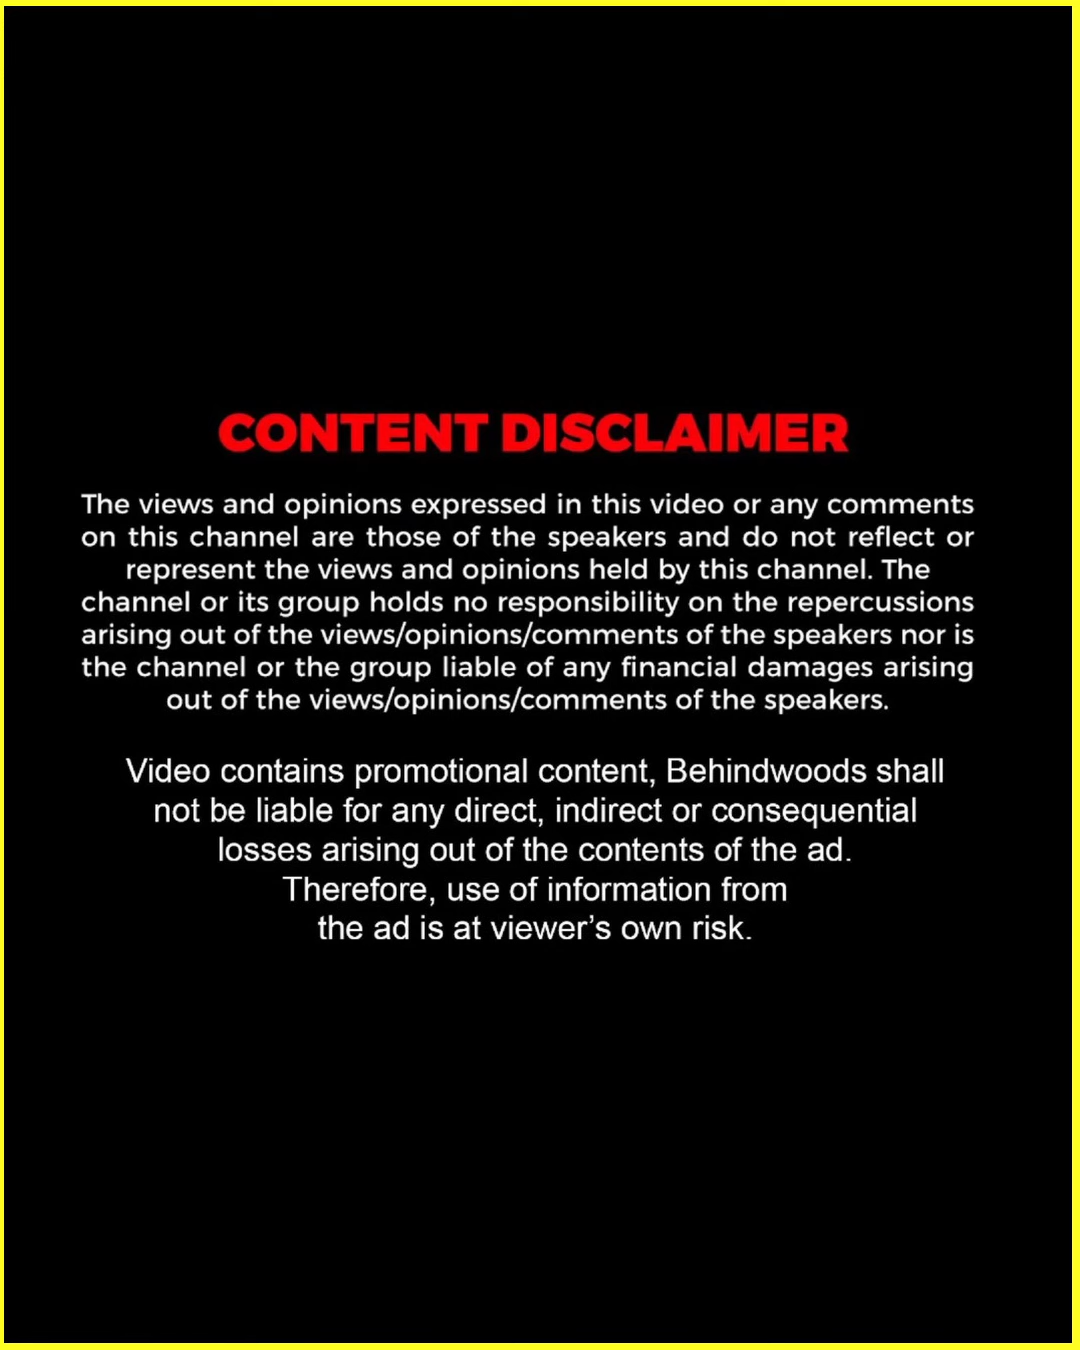 CONTENT DISCLAIMER
The views and opinions expressed in this video or any comments
on this channel are those of the speakers and do not reflect or
represent the views and opinions held by this channel. The
channel or its group holds no responsibility on the repercussions
arising out of the views/opinions/comments of the speakers nor is
the channel or the group liable of any financial damages arising
out of the views/opinions/comments of the speakers.
Video contains promotional content, Behindwoods shall
not be liable for any direct, indirect or consequential
losses arising out of the contents of the ad.
Therefore, use of information from
the ad is at viewer’s own risk.